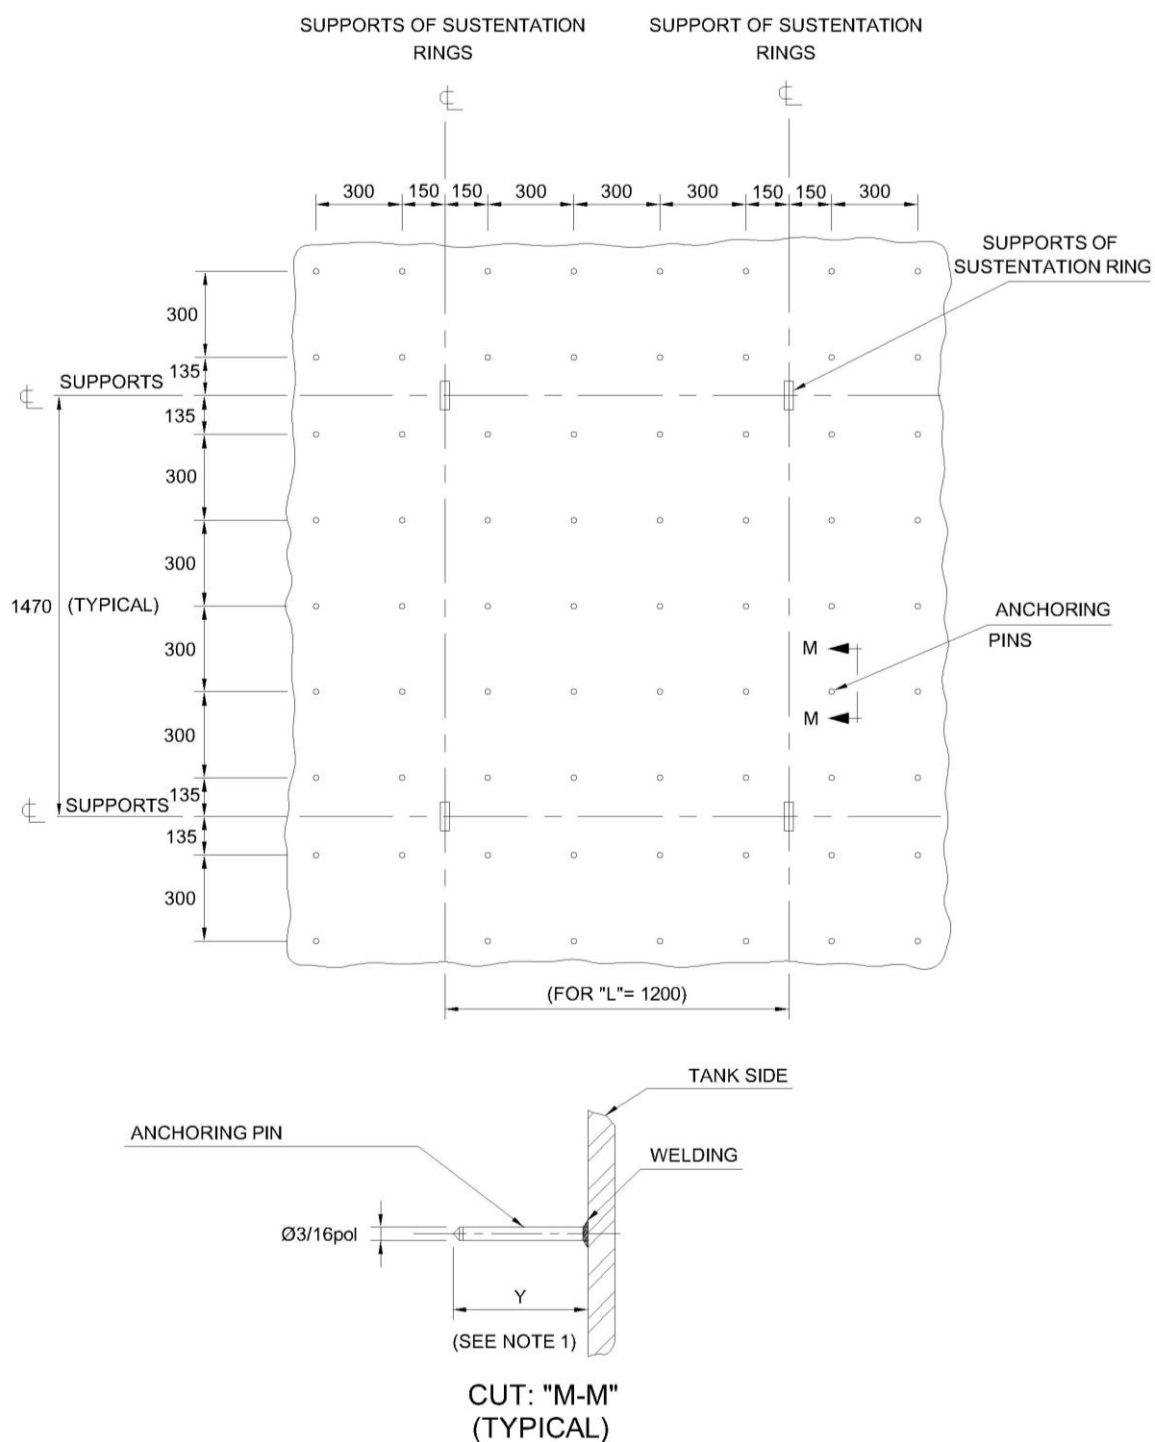 SUPPORTS OF SUSTENTATION
RINGS
SUPPORT OF SUSTENTATION
RINGS
300 150 150 300 300 300 150 150 300
SUPPORTS OF
SUSTENTATION RING
300
SUPPORTS 135
135
300
300
1470 (TYPICAL)
300
300
ANCHORING
PINS
M
M
SUPPORTS 135
135
300
(FOR "L"= 1200)
TANK SIDE
ANCHORING PIN
WELDING
Ø3/16pol
Y
(SEE NOTE 1)
CUT: "M-M"
(TYPICAL)